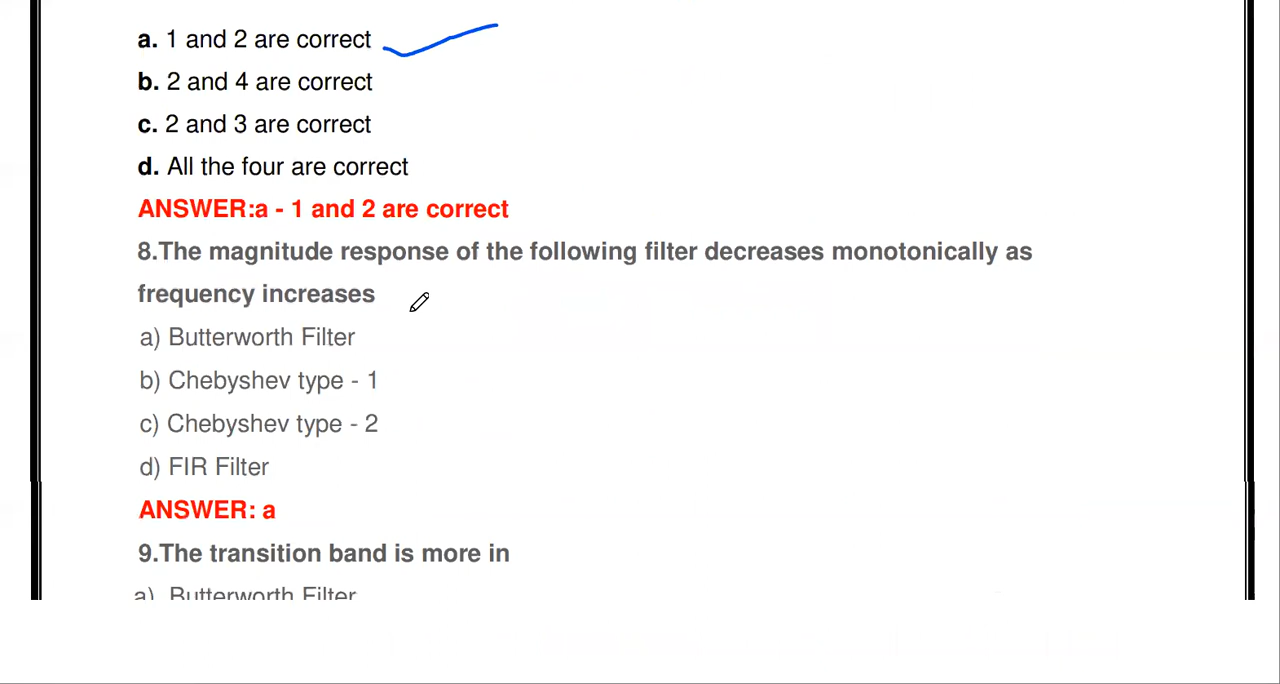 a. 1 and 2 are correct
b. 2 and 4 are correct
c. 2 and 3 are correct
d. All the four are correct
ANSWER:a - 1 and 2 are correct
8.The magnitude response of the following filter decreases monotonically as
frequency increases
a) Butterworth Filter
b) Chebyshev type - 1
c) Chebyshev type - 2
d) FIR Filter
ANSWER: a
9.The transition band is more in
a) Butterworth Filter